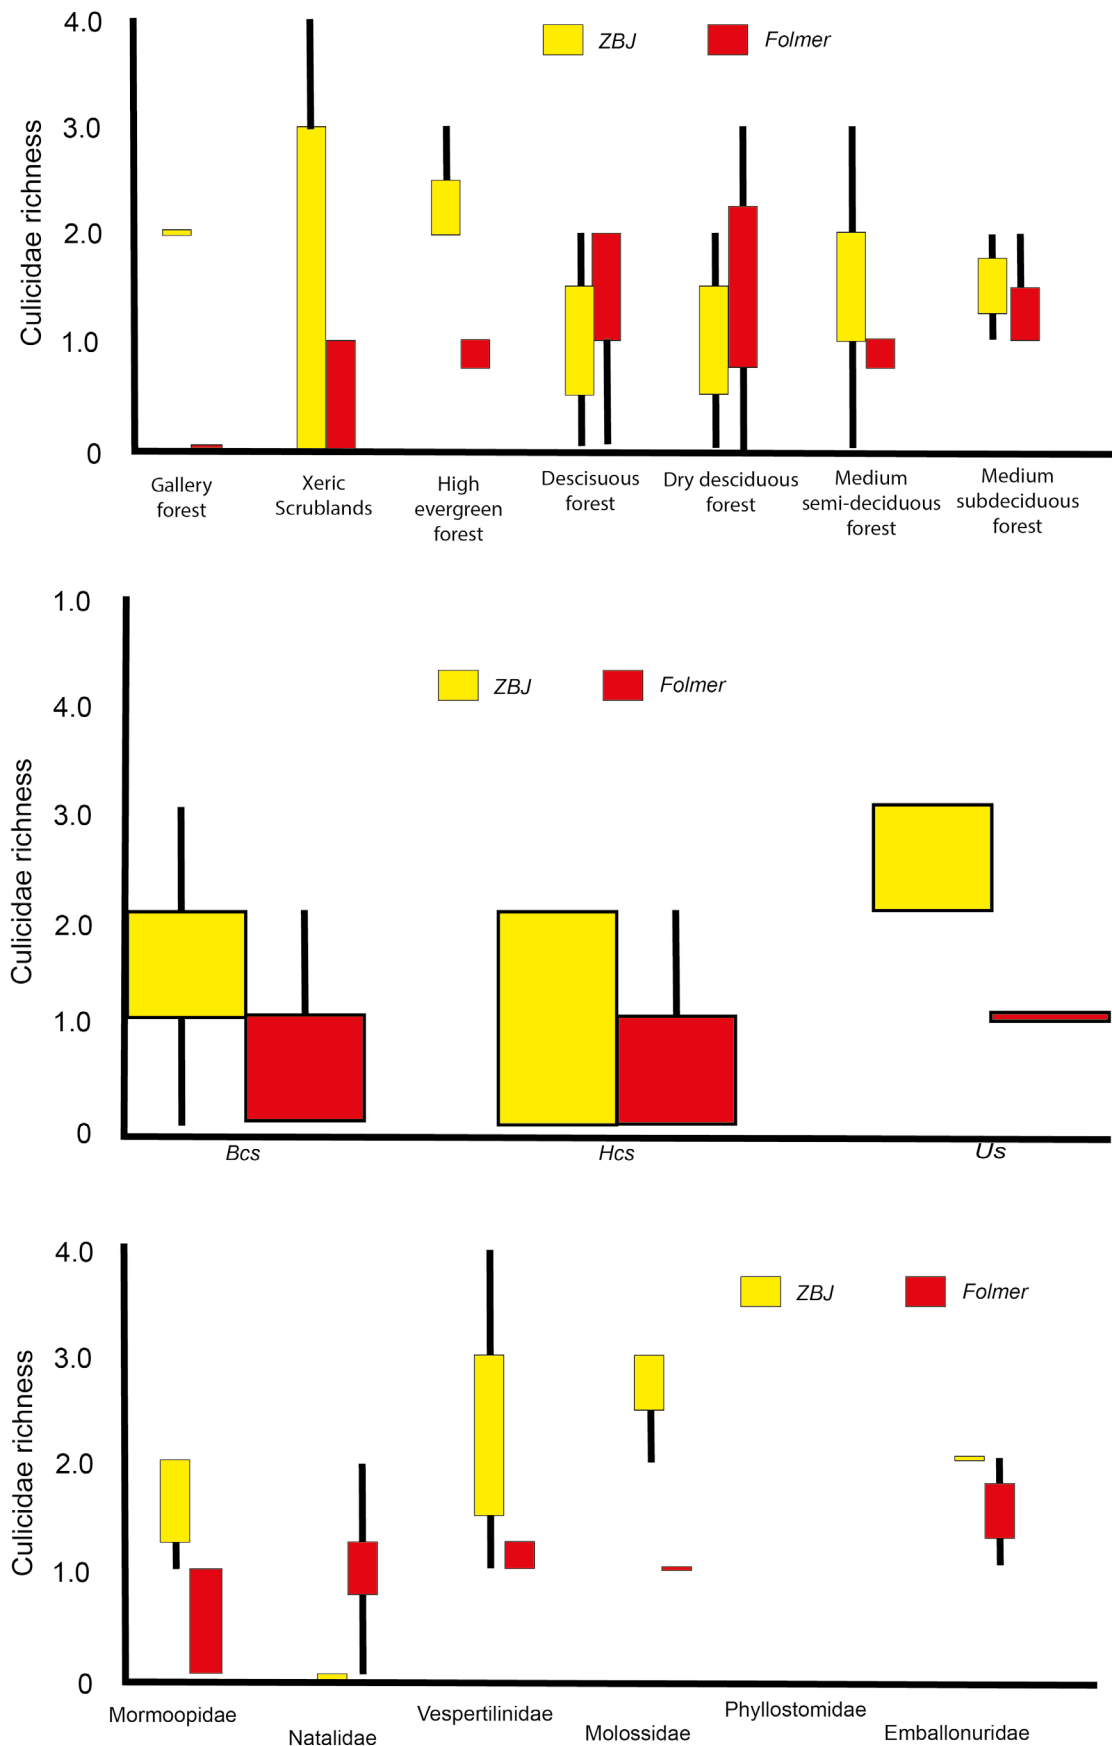 4.0
ZBJ
Folmer
3.0
Culicidae richness
2.0
1.0
0
Gallery
forest
Xeric
Scrublands
High
evergreen
forest
Descisuous
forest
Dry desciduous
forest
Medium
semi-deciduous
forest
Medium
subdeciduous
forest
1.0
ZBJ
Folmer
4.0
3.0
Culicidae richness
2.0
1.0
0
Bcs
Hcs
Us
4.0
ZBJ
Folmer
3.0
Culicidae richness
2.0
1.0
0
Mormoopidae
Natalidae
Vespertilinidae
Molossidae
Phyllostomidae
Emballonuridae